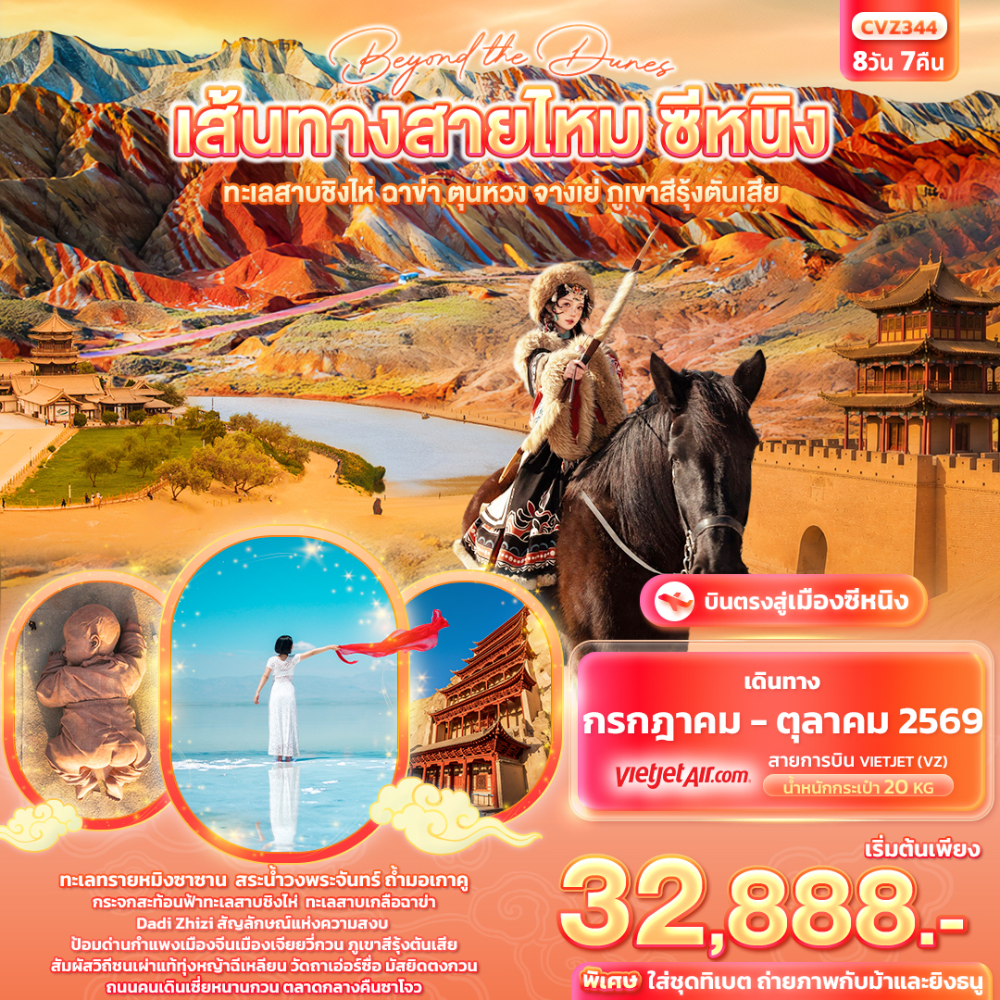 CVZ344
8วัน 7คืน
Beyond the Dunes
เส้นทางสายไหม ซีหนิง
ทะเลสาบชิงไห่ ฉาข่า ตุนหวง จางเย่ ภูเขาสีรุ้งตันเสีย
บินตรงสู่เมืองซีหนิง
เดินทาง
กรกฎาคม - ตุลาคม 2569
vietjetAir.com
สายการบิน VIETJET (VZ)
น้ำหนักกระเป๋า 20 KG
เริ่มต้นเพียง
32,888.-
พิเศษ ใส่ชุดทิเบต ถ่ายภาพกับม้าและยิงธนู
ทะเลทรายหมิงซาซาน สระน้ำวงพระจันทร์ ถ้ำมอเกาคู
กระจกสะท้อนฟ้าทะเลสาบชิงไห่ ทะเลสาบเกลือฉาข่า
Dadi Zhizi สัญลักษณ์แห่งความสงบ
ป้อมด่านกำแพงเมืองจีนเมืองเจียยวี่กวน ภูเขาสีรุ้งตันเสีย
สัมผัสวิถีชนเผ่าแท้ทุ่งหญ้าฉีเหลียน วัดถาเอ่อร์ซื่อ มัสยิดตงกวน
ถนนคนเดินเซี่ยหนานกวน ตลาดกลางคืนซาโจว